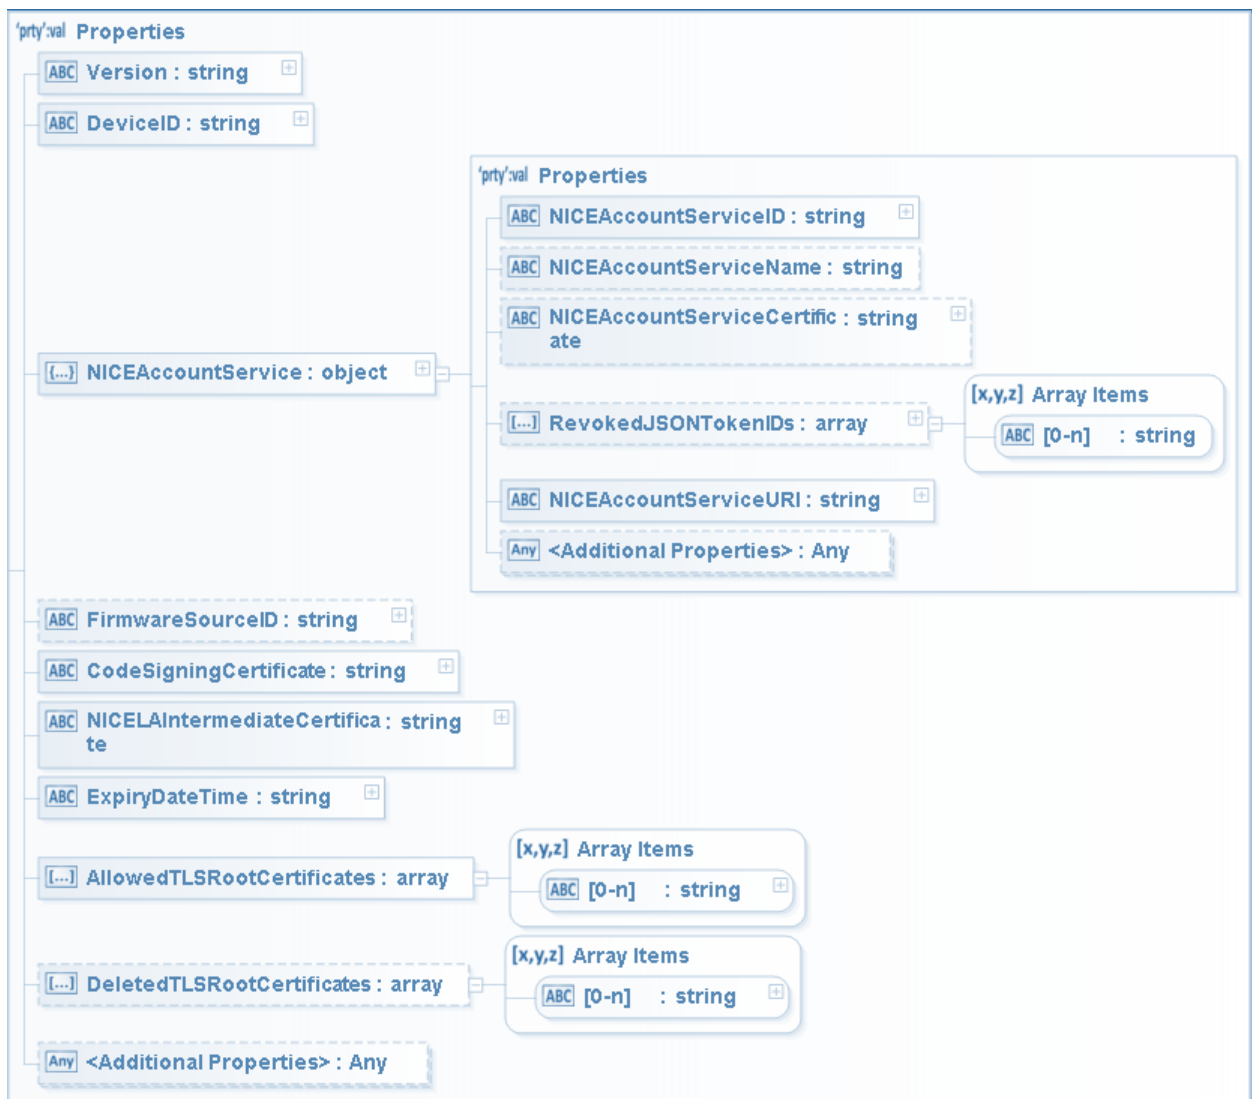 'prty':val Properties
ABC Version : string
ABC DeviceID : string
'prty':val Properties
ABC NICEAccountServiceID : string
ABC NICEAccountServiceName : string
ABC NICEAccountServiceCertific : string
ate
{...} NICEAccountService : object
[...] RevokedJSONTokenIDs : array
[x,y,z] Array Items
ABC [0-n] : string
ABC NICEAccountServiceURI : string
Any <Additional Properties> : Any
ABC FirmwareSourceID : string
ABC CodeSigningCertificate : string
ABC NICELAIntermediateCertifica : string
te
ABC ExpiryDateTime : string
[...] AllowedTLSRootCertificates : array
[x,y,z] Array Items
ABC [0-n] : string
[...] DeletedTLSRootCertificates : array
[x,y,z] Array Items
ABC [0-n] : string
Any <Additional Properties> : Any